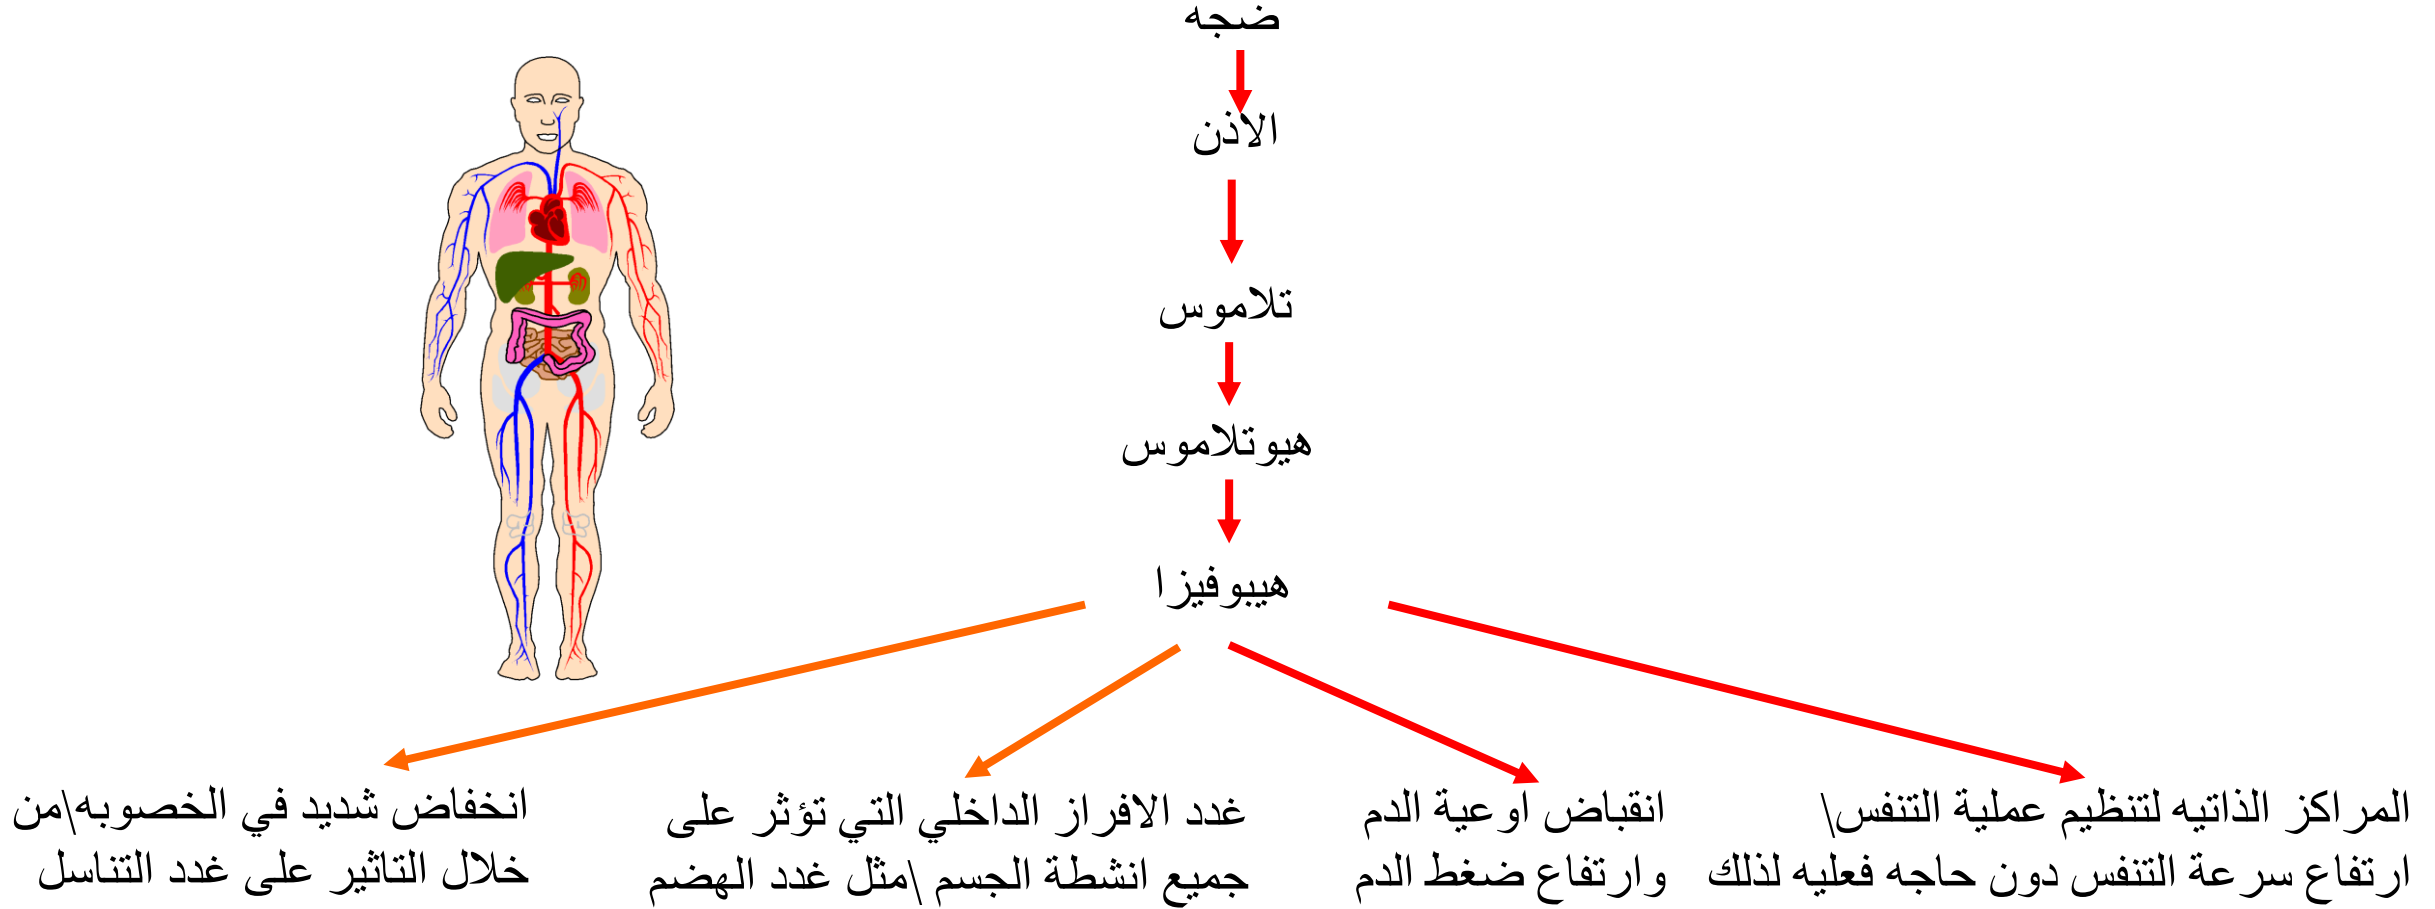 ضجه
الاذن
تلاموس
هيوتلاموس
هيبوفيزا
المراكز الذاتيه لتنظيم عملية التنفس\
ارتفاع سرعة التنفس دون حاجه فعليه لذلك
انقباض اوعية الدم
وارتفاع ضغط الدم
غدد الافراز الداخلي التي تؤثر على
جميع انشطة الجسم \مثل غدد الهضم
انخفاض شديد في الخصوبه\من
خلال التاثير على غدد التناسل